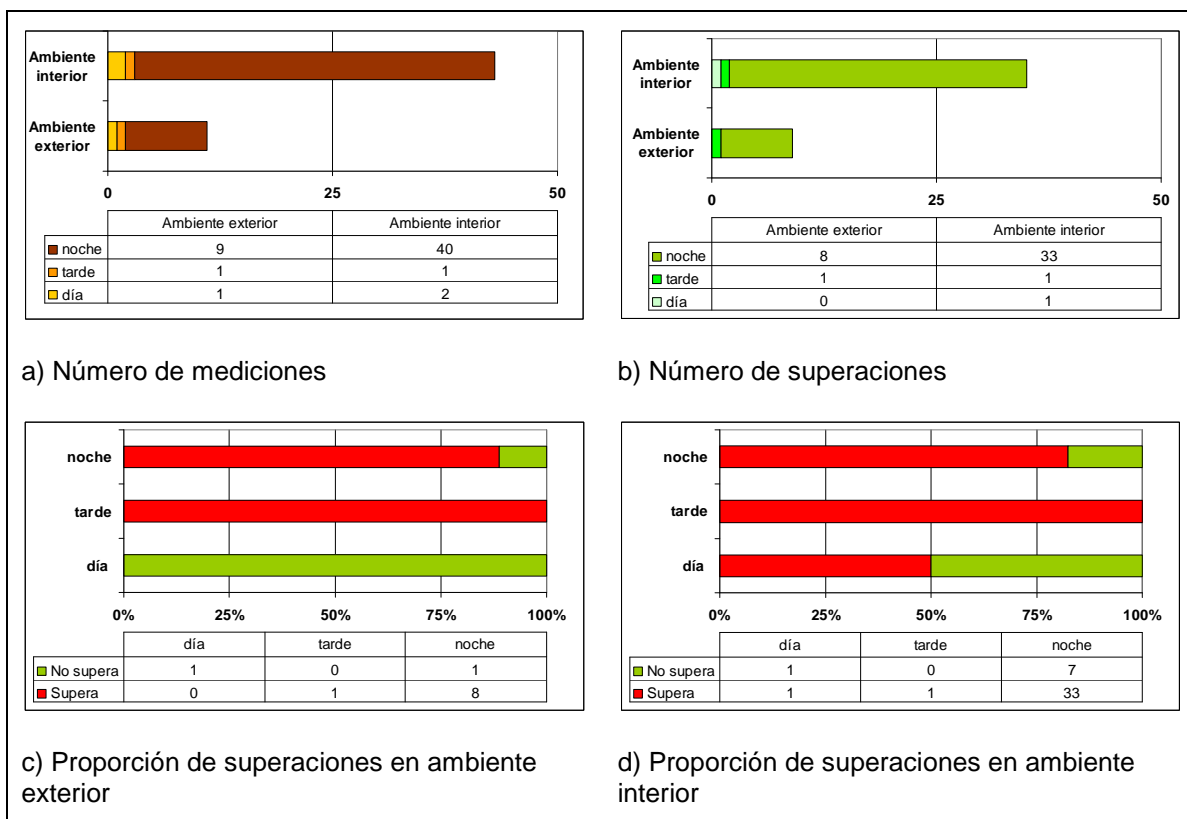 Ambiente
interior
Ambiente
exterior
0 25 50
Ambiente exterior Ambiente interior
noche 9 40
tarde 1 1
día 1 2
a) Número de mediciones
Ambiente
interior
Ambiente
exterior
0 25 50
Ambiente exterior Ambiente interior
noche 8 33
tarde 1 1
día 0 1
b) Número de superaciones
noche
tarde
día
0% 25% 50% 75% 100%
día tarde noche
No supera 1 0 1
Supera 0 1 8
c) Proporción de superaciones en ambiente
exterior
noche
tarde
día
0% 25% 50% 75% 100%
día tarde noche
No supera 1 0 7
Supera 1 1 33
d) Proporción de superaciones en ambiente
interior